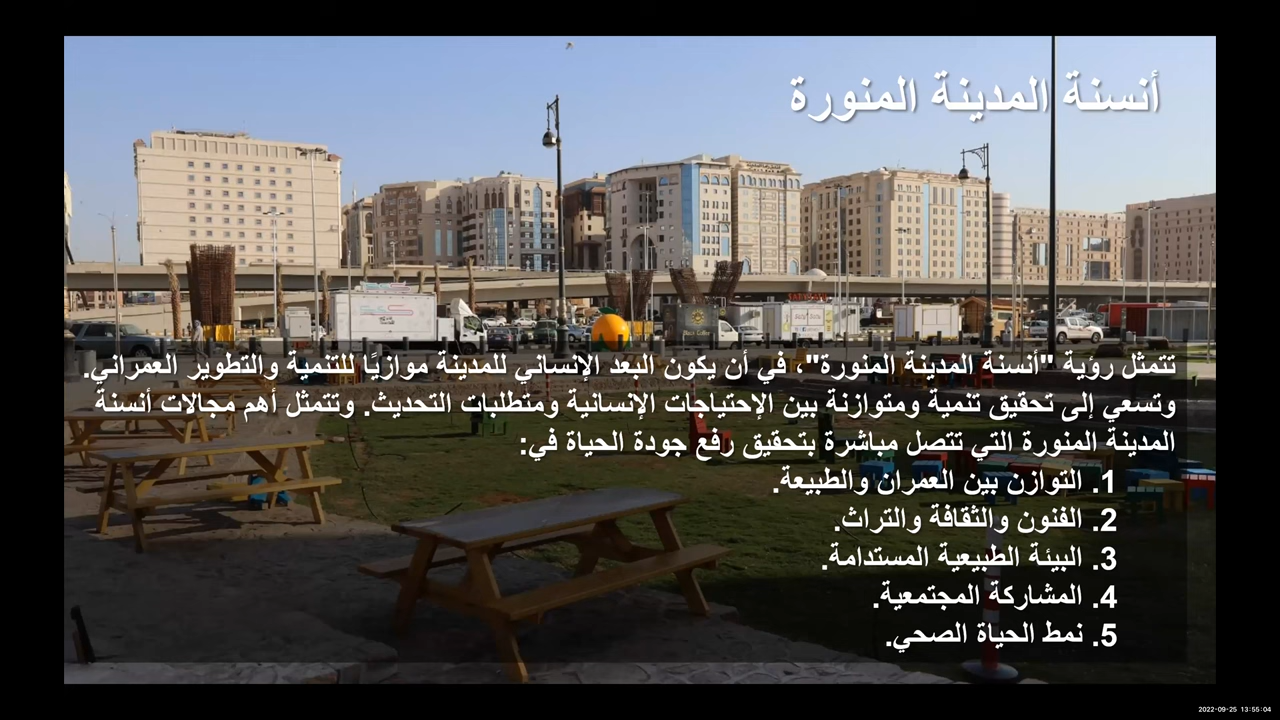 أنسنة المدينة المنورة
تتمثل رؤية "أنسنة المدينة المنورة"، في أن يكون البعد الإنساني للمدينة موازيًا للتنمية والتطوير العمراني.
وتسعي إلى تحقيق تنمية ومتوازنة بين الإحتياجات الإنسانية ومتطلبات التحديث. وتتمثل أهم مجالات أنسنة
المدينة المنورة التي تتصل مباشرة بتحقيق رفع جودة الحياة في:
1. التوازن بين العمران والطبيعة.
2. الفنون والثقافة والتراث.
3. البيئة الطبيعية المستدامة.
4. المشاركة المجتمعية.
5. نمط الحياة الصحي.
2022-09-25 13:55:04